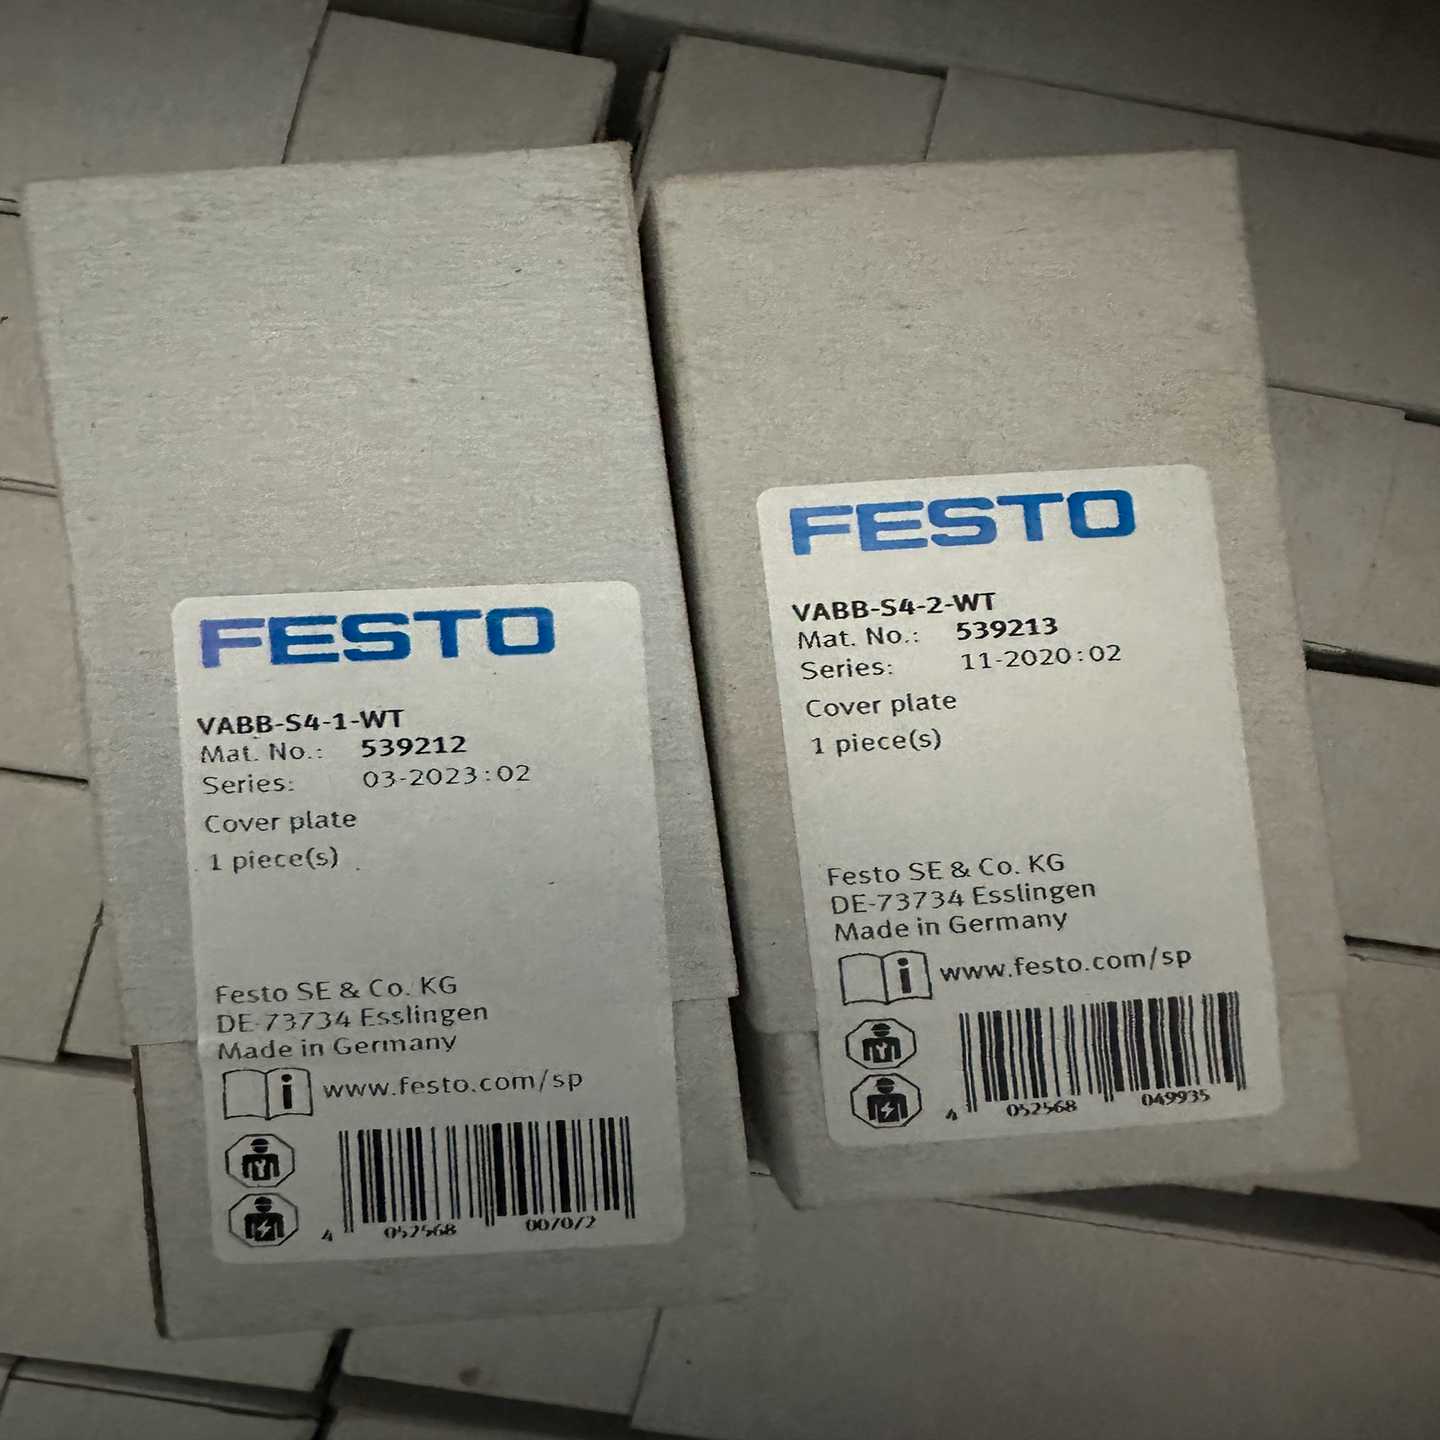 FESTO
VABB-S4-1-WT
Mat. No.: 539212
Series: 03-2023:02
Cover plate
1 piece(s)
Festo SE & Co. KG
DE-73734 Esslingen
Made in Germany
i www.festo.com/sp
4 052568
FESTO
VABB-S4-2-WT
Mat. No.: 539213
Series: 11-2020:02
Cover plate
1 piece(s)
Festo SE & Co. KG
DE-73734 Esslingen
Made in Germany
i www.festo.com/sp
4 052568 049935